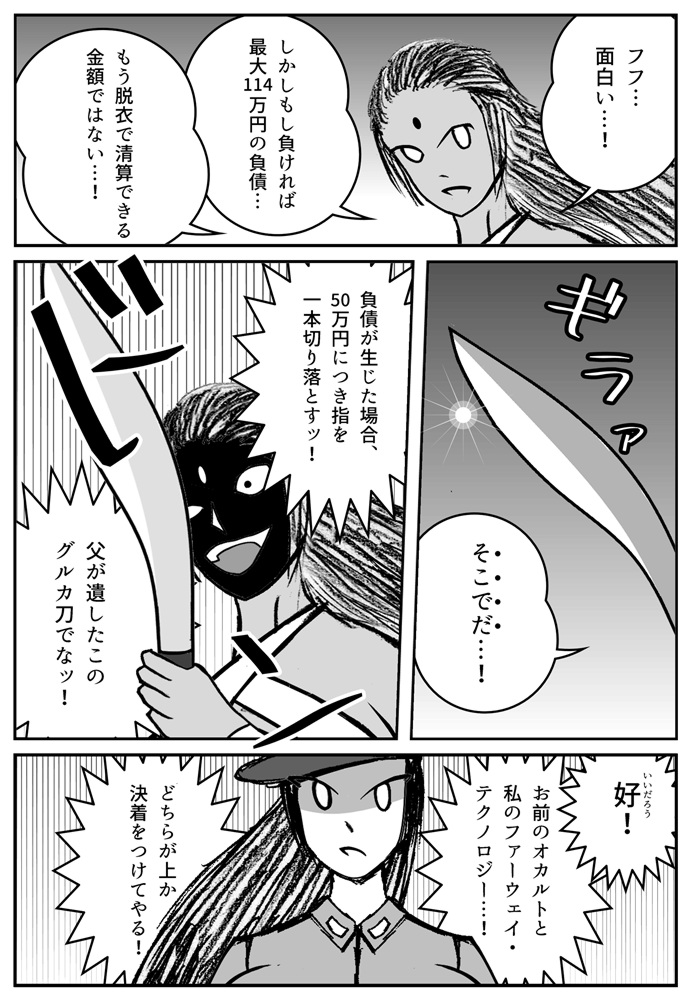 フフ…
面白い…！
しかしもし負ければ
最大114万円の負債…
もう脱衣で清算できる
金額ではない…！
ギラァ
そこでだ…！
負債が生じた場合、
50万円につき指を
一本切り落とすッ！
ドーン
父が遺したこの
グルカ刀でなッ！
好！
いいだろう
お前のオカルトと
私のファーウェイ・
テクノロジー…！
どちらが上か
決着をつけてやる！